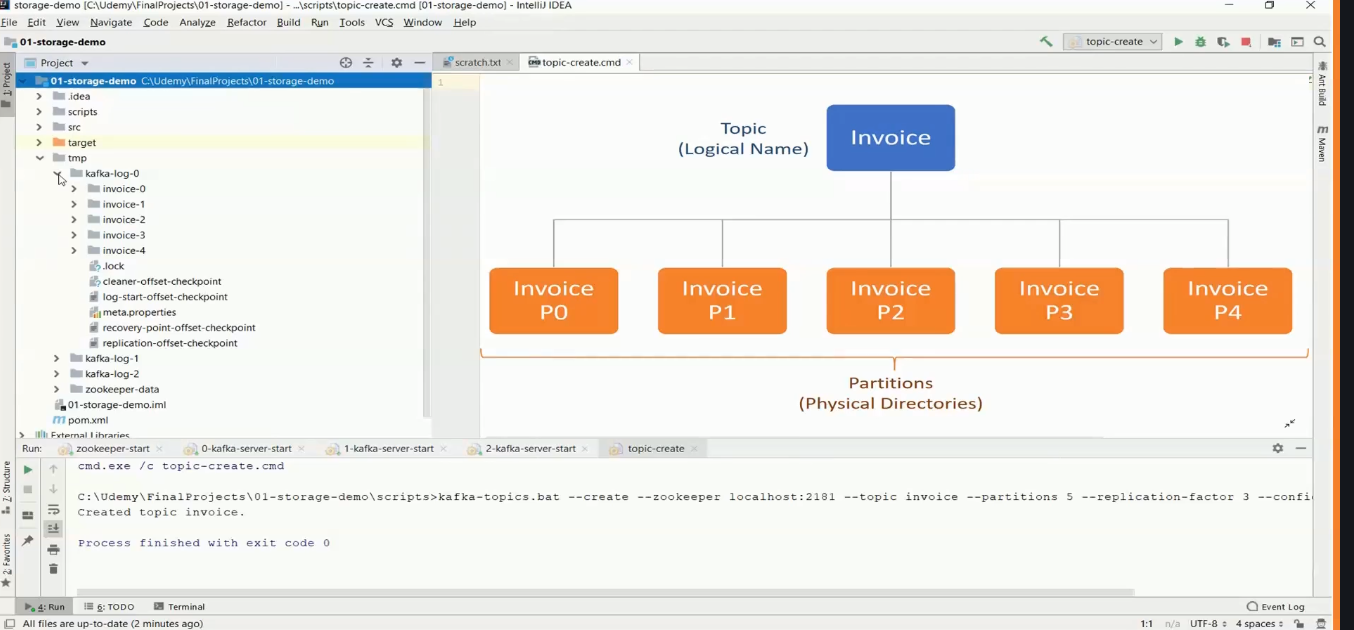 storage-demo [C:\Udemy\FinalProjects\01-storage-demo] - ...\scripts\topic-create.cmd [01-storage-demo] - IntelliJ IDEA
File Edit View Navigate Code Analyze Refactor Build Run Tools VCS Window Help
01-storage-demo
topic-create
1: Project
Project
scratch.txt
topic-create.cmd
Ant Build
Maven
01-storage-demo C:\Udemy\FinalProjects\01-storage-demo
.idea
scripts
src
target
tmp
kafka-log-0
invoice-0
invoice-1
invoice-2
invoice-3
invoice-4
.lock
cleaner-offset-checkpoint
log-start-offset-checkpoint
meta.properties
recovery-point-offset-checkpoint
replication-offset-checkpoint
kafka-log-1
kafka-log-2
zookeeper-data
01-storage-demo.iml
pom.xml
External Libraries
1
Topic
(Logical Name)
Invoice
Invoice
P0
Invoice
P1
Invoice
P2
Invoice
P3
Invoice
P4
Partitions
(Physical Directories)
Run:
zookeeper-start
0-kafka-server-start
1-kafka-server-start
2-kafka-server-start
topic-create
cmd.exe /c topic-create.cmd
C:\Udemy\FinalProjects\01-storage-demo\scripts>kafka-topics.bat --create --zookeeper localhost:2181 --topic invoice --partitions 5 --replication-factor 3 --confi
Created topic invoice.
Process finished with exit code 0
7: Structure
2: Favorites
4: Run
6: TODO
Terminal
Event Log
All files are up-to-date (2 minutes ago)
1:1 n/a UTF-8 4 spaces